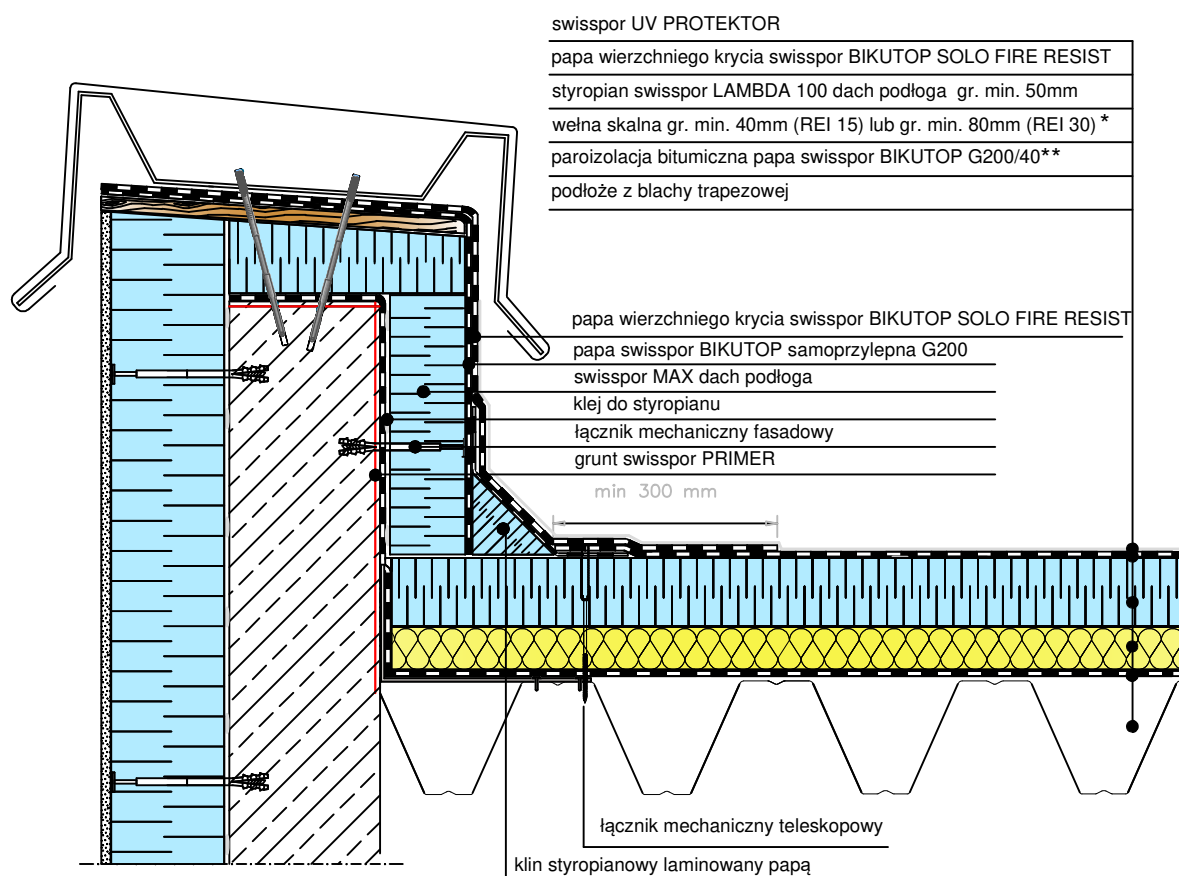 swisspor UV PROTEKTOR
papa wierzchniego krycia swisspor BIKUTOP SOLO FIRE RESIST
styropian swisspor LAMBDA 100 dach podłoga gr. min. 50mm
wełna skalna gr. min. 40mm (REI 15) lub gr. min. 80mm (REI 30) *
paroizolacja bitumiczna papa swisspor BIKUTOP G200/40**
podłoże z blachy trapezowej
papa wierzchniego krycia swisspor BIKUTOP SOLO FIRE RESIST
papa swisspor BIKUTOP samoprzylepna G200
swisspor MAX dach podłoga
klej do styropianu
łącznik mechaniczny fasadowy
grunt swisspor PRIMER
min 300 mm
łącznik mechaniczny teleskopowy
klin styropianowy laminowany papą